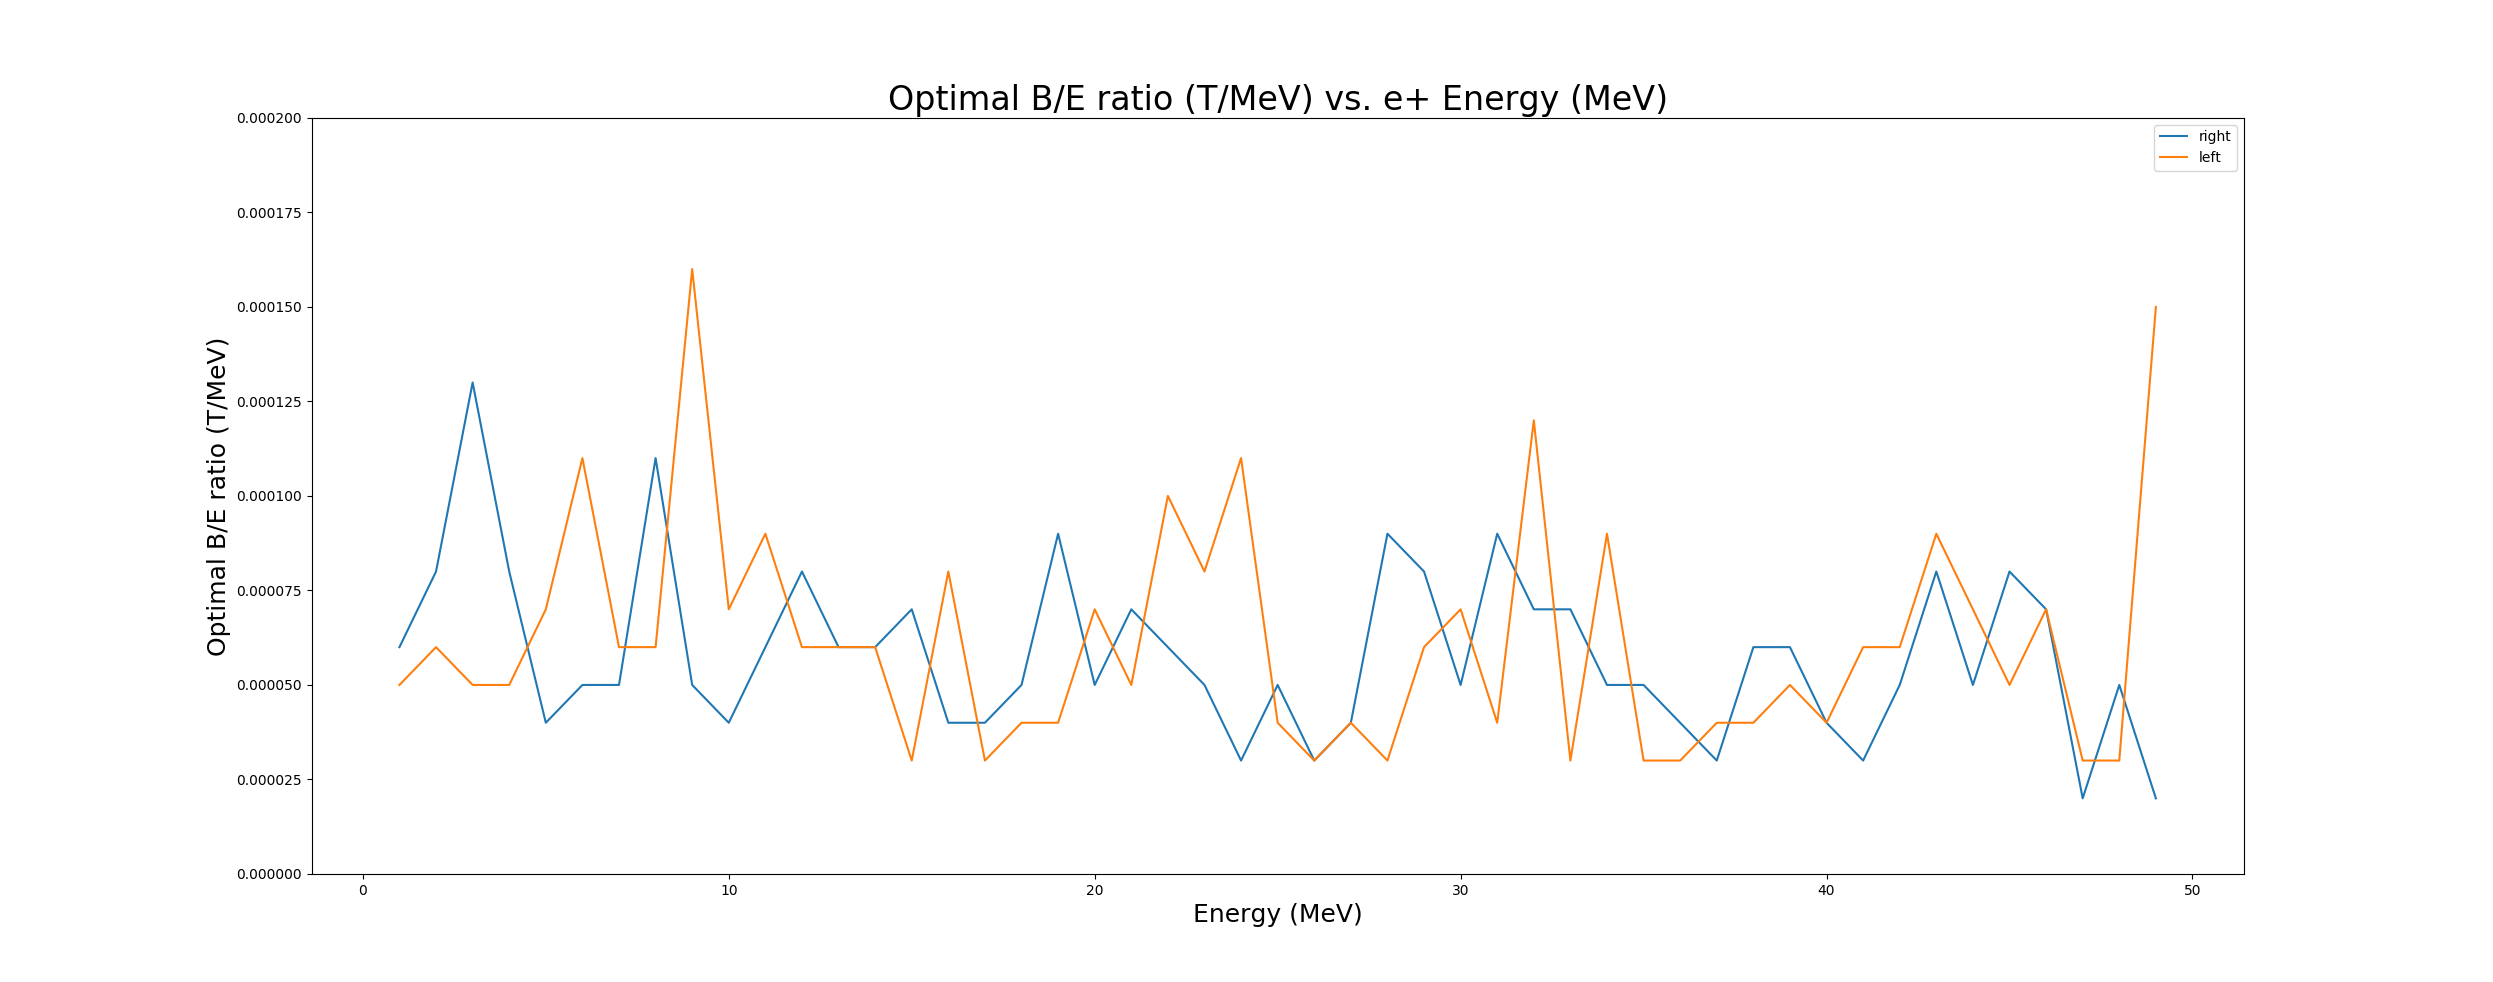 Optimal B/E ratio (T/MeV) vs. e+ Energy (MeV)
right
left
Optimal B/E ratio (T/MeV)
0.000200
0.000175
0.000150
0.000125
0.000100
0.000075
0.000050
0.000025
0.000000
0 10 20 30 40 50
Energy (MeV)